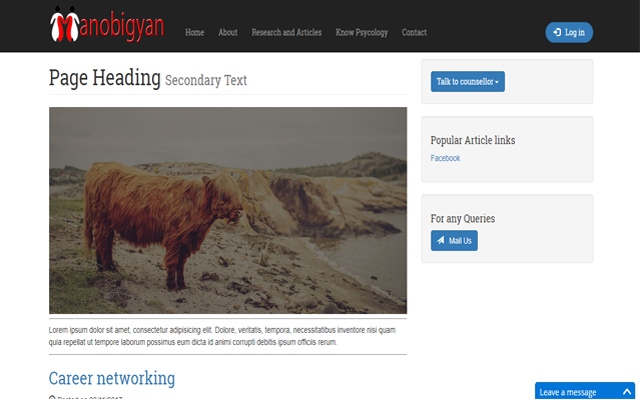 Manobigyan
Home About Research and Articles Know Psycology Contact
Log in
Page Heading Secondary Text
Talk to counsellor
Popular Article links
Facebook
For any Queries
Mail Us
Lorem ipsum dolor sit amet, consectetur adipisicing elit. Dolore, veritatis, tempora, necessitatibus inventore nisi quam
quia repellat ut tempore laborum possimus eum dicta id animi corrupti debitis ipsum officiis rerum.
Career networking
Leave a message